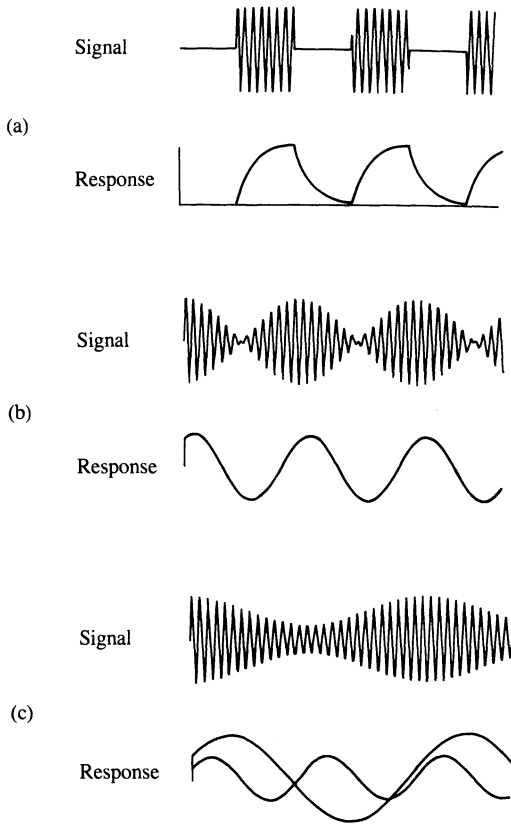 Signal
(a)
Response
Signal
(b)
Response
Signal
(c)
Response